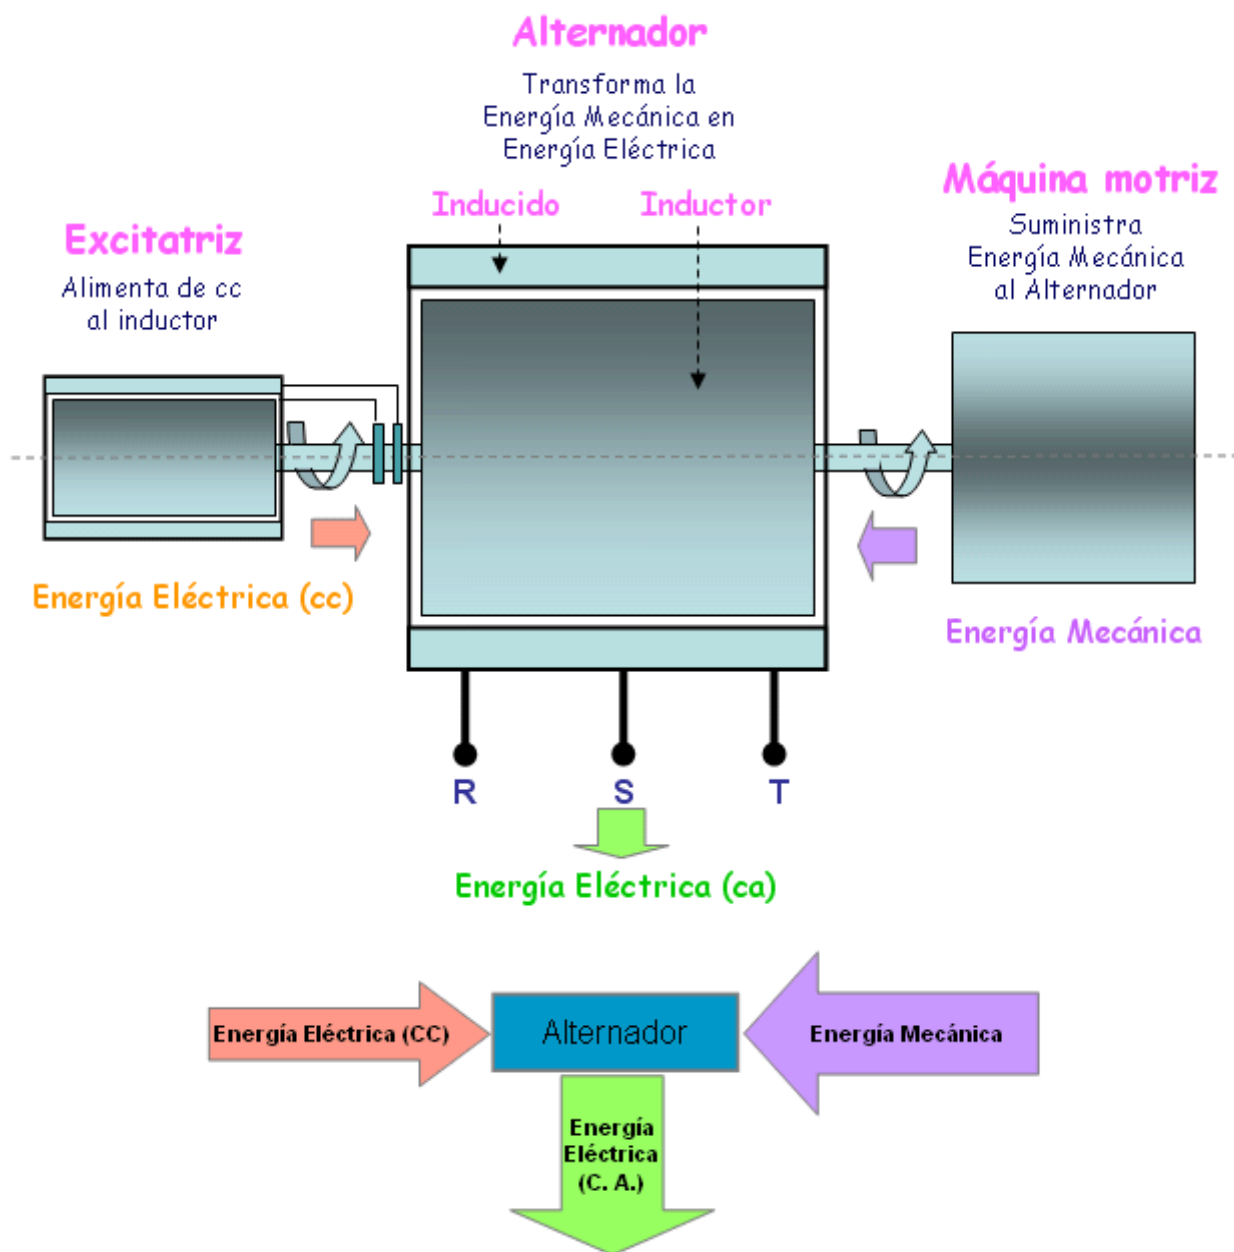 Alternador
Transforma la
Energía Mecánica en
Energía Eléctrica
Inducido
Inductor
Máquina motriz
Suministra
Energía Mecánica
al Alternador
Excitatriz
Alimenta de cc
al inductor
Energía Eléctrica (cc)
Energía Mecánica
R
S
T
Energía Eléctrica (ca)
Energía Eléctrica (CC)
Alternador
Energía Mecánica
Energía
Eléctrica
(C. A.)